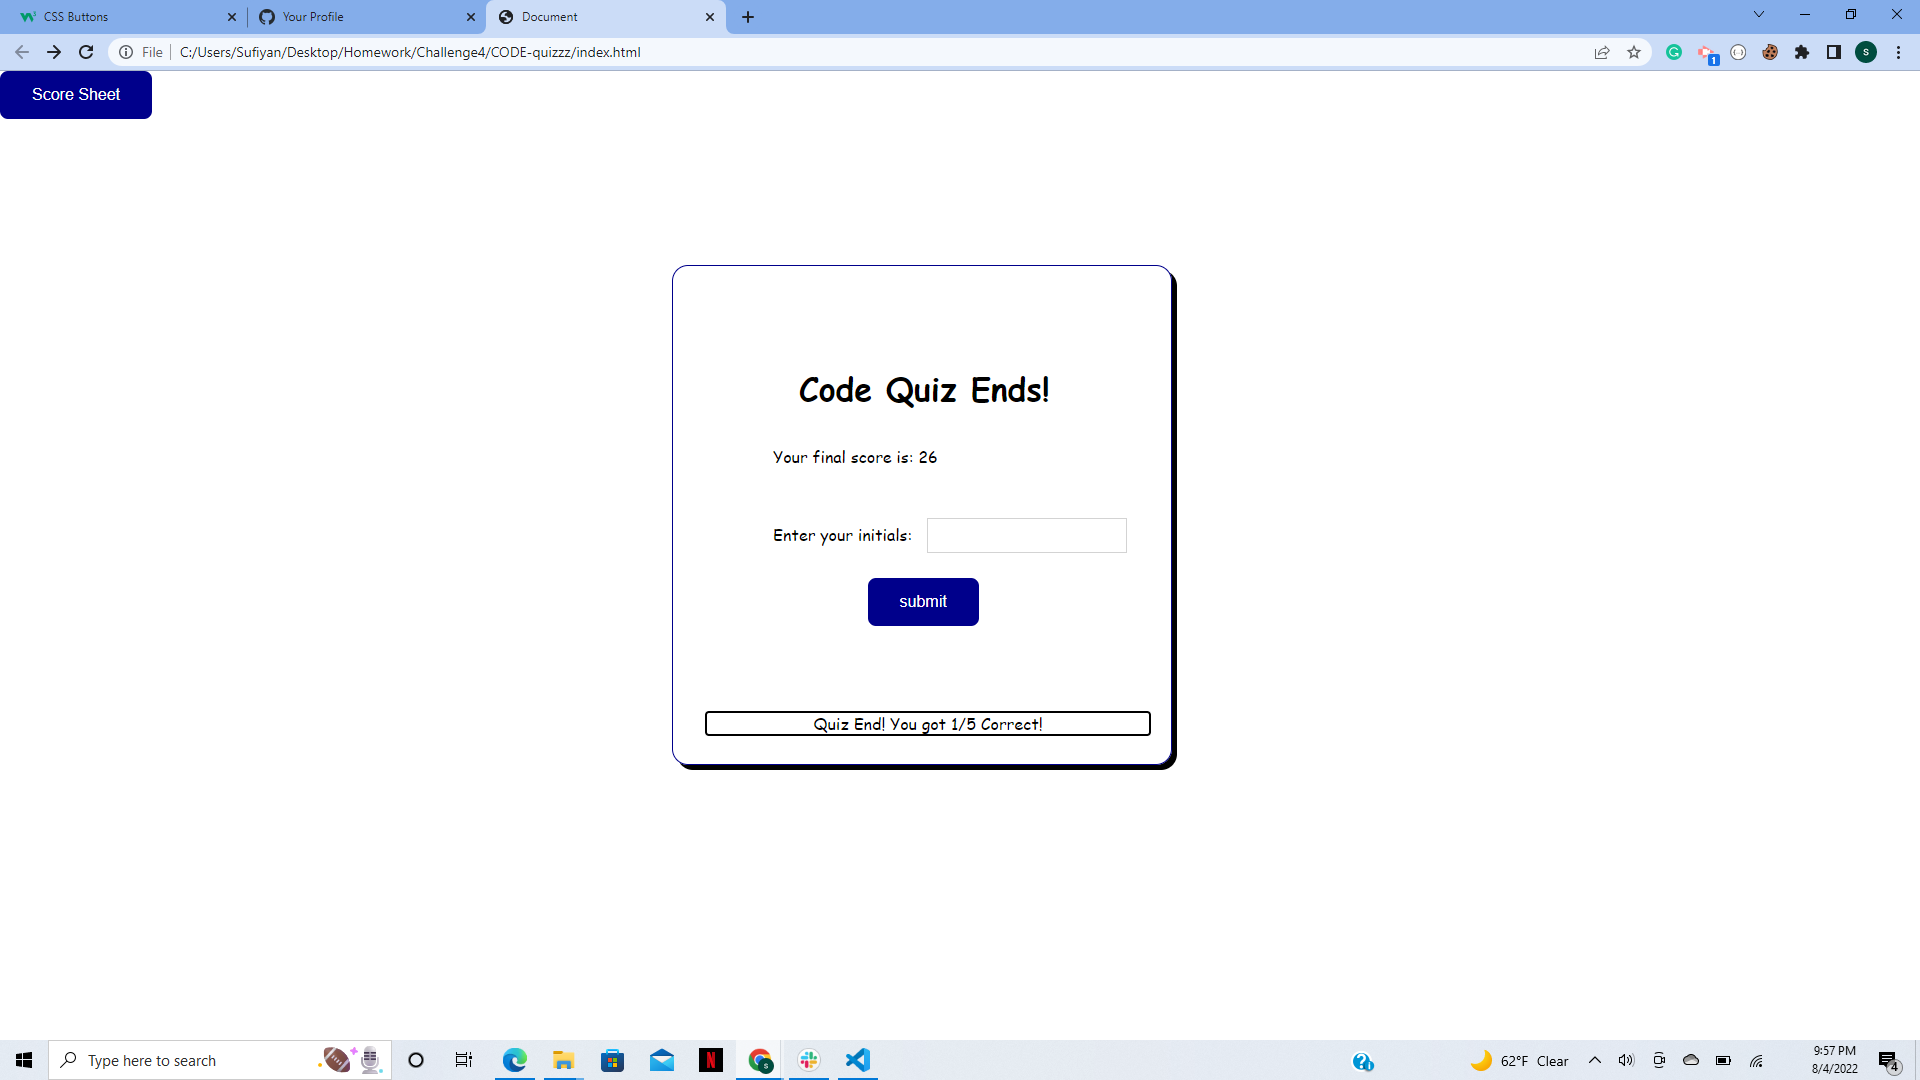 CSS Buttons
Your Profile
Document
File
C:/Users/Sufiyan/Desktop/Homework/Challenge4/CODE-quizzz/index.html
1
S
Score Sheet
Code Quiz Ends!
Your final score is: 26
Enter your initials:
submit
Quiz End! You got 1/5 Correct!
Type here to search
N
S
62°F Clear
9:57 PM
8/4/2022
4